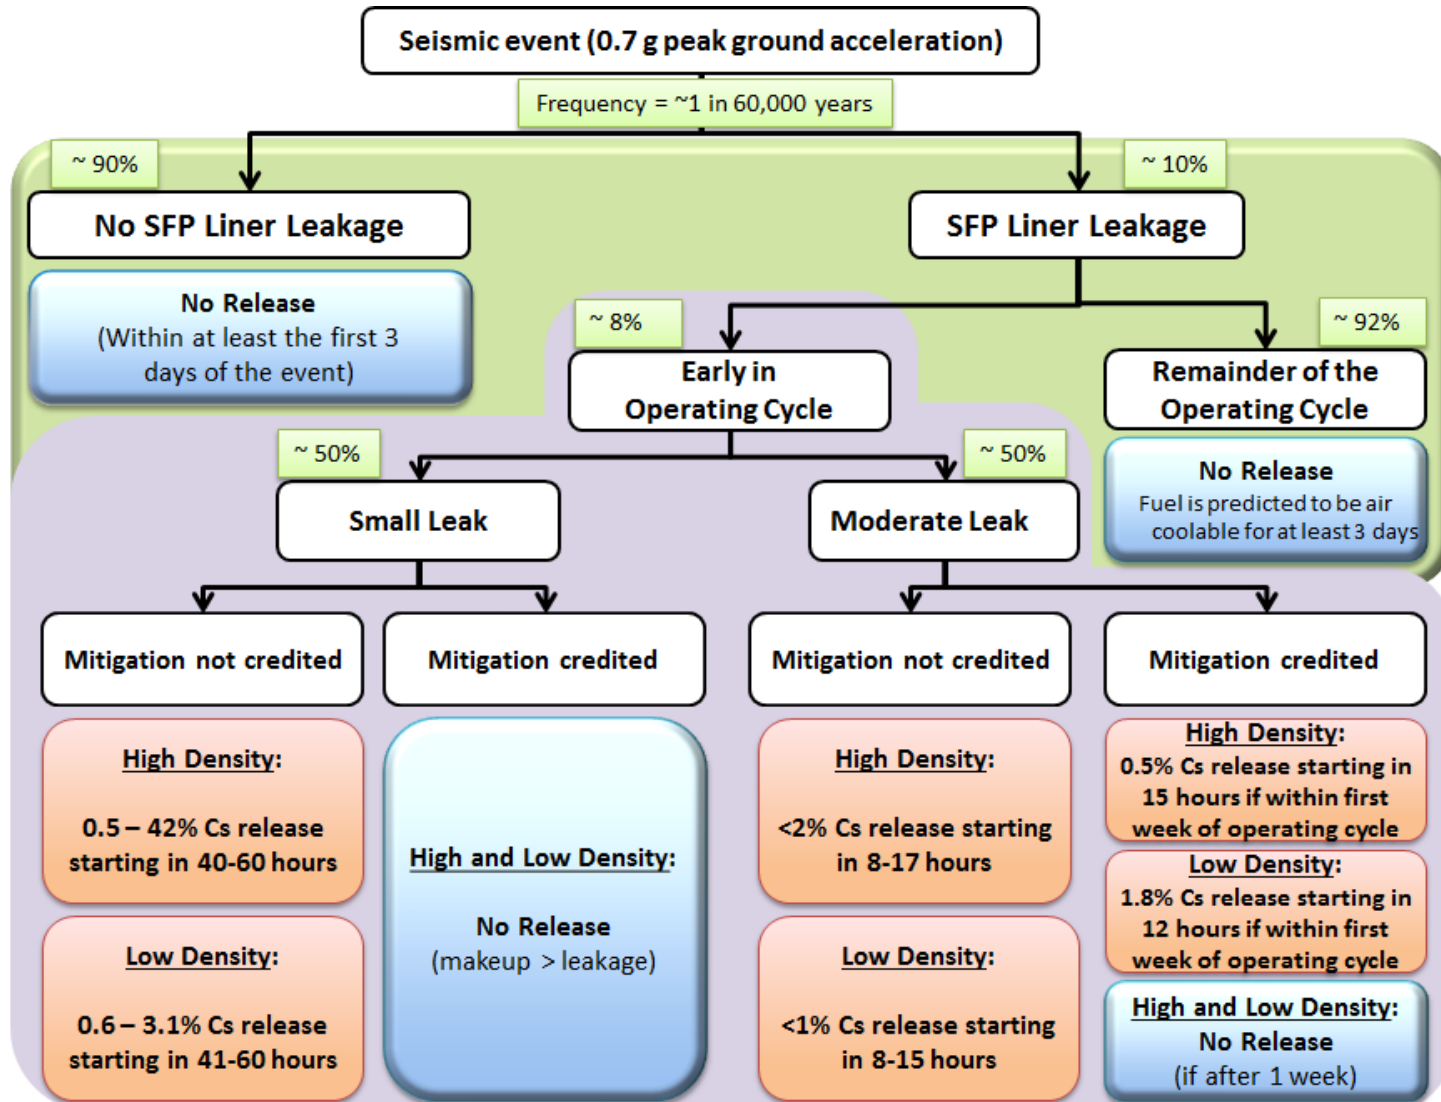 Seismic event (0.7 g peak ground acceleration)
Frequency = ~1 in 60,000 years
~ 90%
~ 10%
No SFP Liner Leakage
SFP Liner Leakage
No Release
(Within at least the first 3
days of the event)
~ 8%
~ 92%
Early in
Operating Cycle
Remainder of the
Operating Cycle
No Release
Fuel is predicted to be air
coolable for at least 3 days
~ 50%
~ 50%
Small Leak
Moderate Leak
Mitigation not credited
Mitigation credited
Mitigation not credited
Mitigation credited
High Density:
0.5 – 42% Cs release
starting in 40-60 hours
Low Density:
0.6 – 3.1% Cs release
starting in 41-60 hours
High and Low Density:
No Release
(makeup > leakage)
High Density:
<2% Cs release starting
in 8-17 hours
Low Density:
<1% Cs release starting
in 8-15 hours
High Density:
0.5% Cs release starting in
15 hours if within first
week of operating cycle
Low Density:
1.8% Cs release starting in
12 hours if within first
week of operating cycle
High and Low Density:
No Release
(if after 1 week)